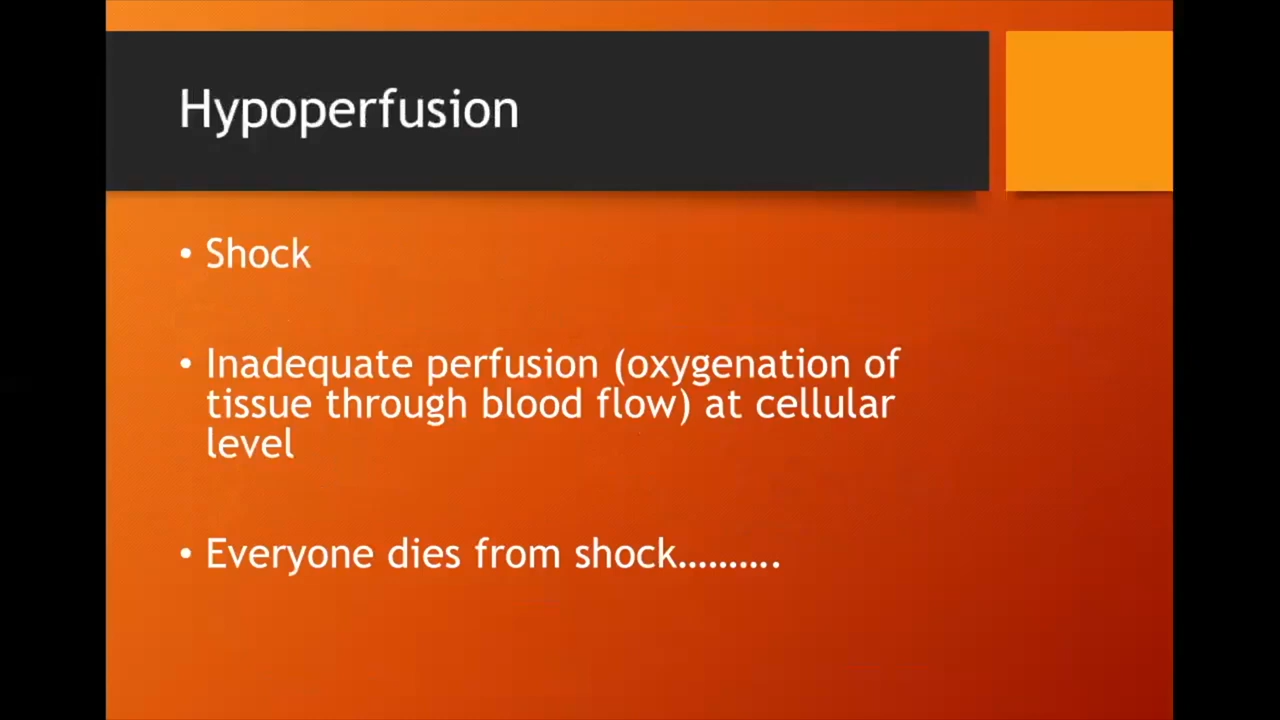 Hypoperfusion
• Shock
• Inadequate perfusion (oxygenation of
tissue through blood flow) at cellular
level
• Everyone dies from shock……….